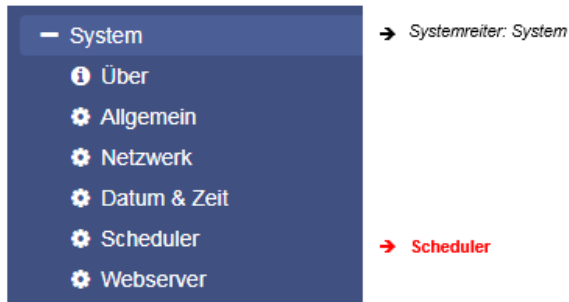 System ➔ Systemreiter: System
Über
Allgemein
Netzwerk
Datum & Zeit
Scheduler ➔ Scheduler
Webserver